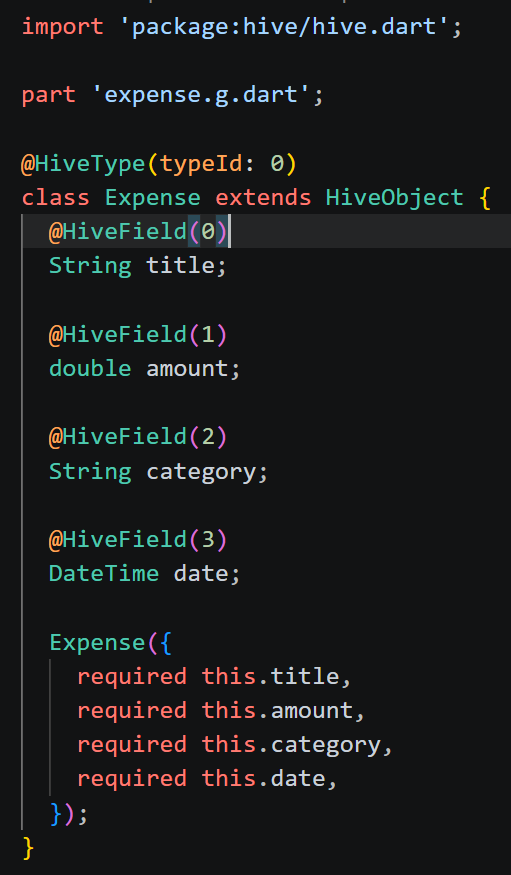 import 'package:hive/hive.dart';
part 'expense.g.dart';
@HiveType(typeId: 0)
class Expense extends HiveObject {
@HiveField(0)
String title;
@HiveField(1)
double amount;
@HiveField(2)
String category;
@HiveField(3)
DateTime date;
Expense({
required this.title,
required this.amount,
required this.category,
required this.date,
});
}